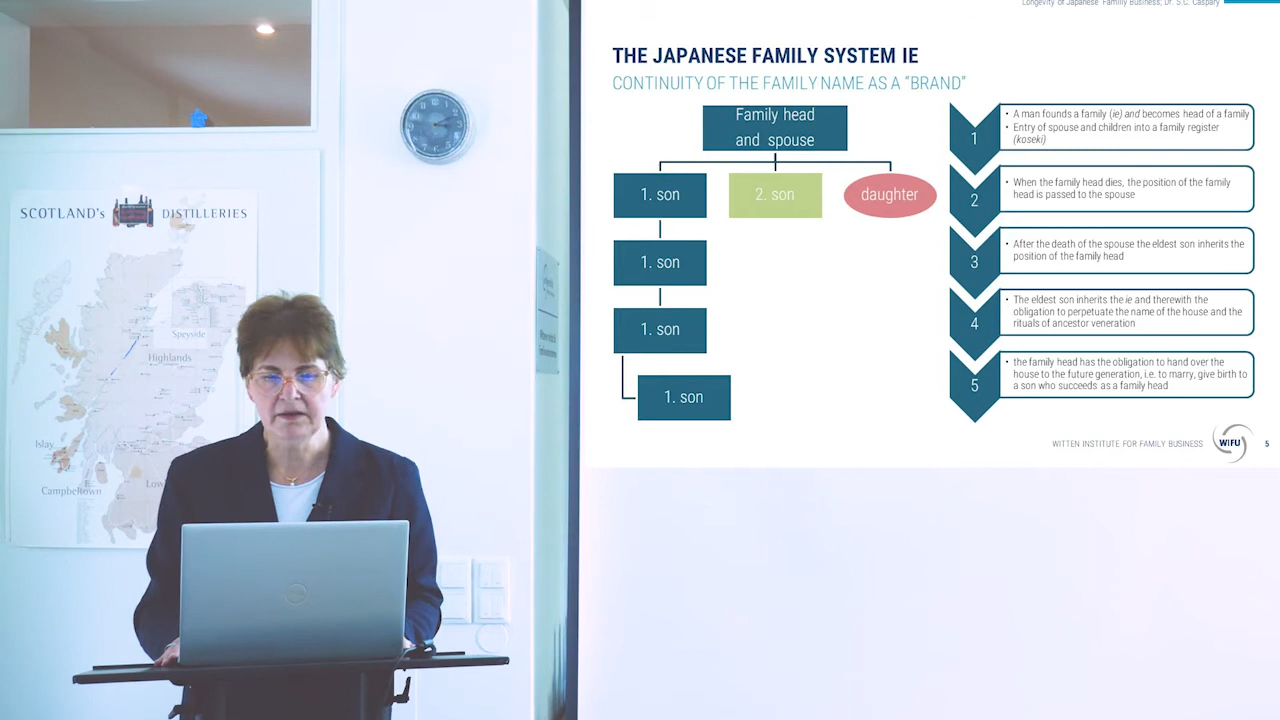 Longevity of Japanese Family Business; Dr. S.C. Caspary
THE JAPANESE FAMILY SYSTEM IE
CONTINUITY OF THE FAMILY NAME AS A “BRAND”
Family head
and spouse
1. son
2. son
daughter
1. son
1. son
1. son
1
• A man founds a family (ie) and becomes head of a family
• Entry of spouse and children into a family register
(koseki)
2
• When the family head dies, the position of the family
head is passed to the spouse
3
• After the death of the spouse the eldest son inherits the
position of the family head
4
• The eldest son inherits the ie and therewith the
obligation to perpetuate the name of the house and the
rituals of ancestor veneration
5
• the family head has the obligation to hand over the
house to the future generation, i.e. to marry, give birth to
a son who succeeds as a family head
WITTEN INSTITUTE FOR FAMILY BUSINESS
WIFU
5
SCOTLAND's DISTILLERIES
Speyside
Highlands
Islay
Campbeltown
Low